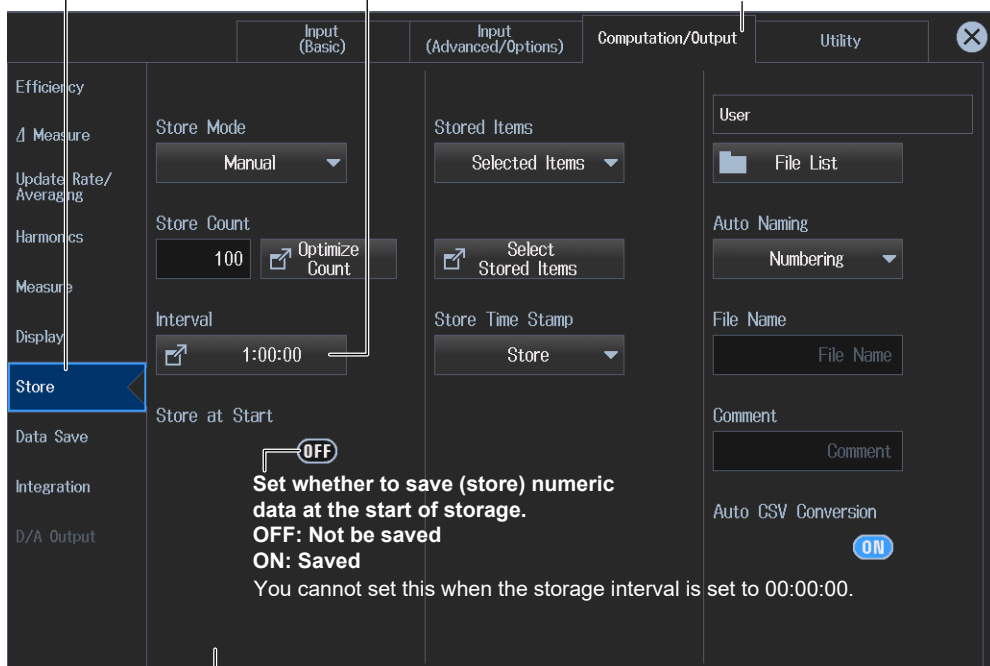 Input
(Basic)
Input
(Advanced/Options)
Computation/Output
Utility
Efficiency
⊿ Measure
Update Rate/
Averaging
Harmonics
Measure
Display
Store
Data Save
Integration
D/A Output
Store Mode
Manual
Store Count
100
Optimize
Count
Interval
1:00:00
Store at Start
OFF
Set whether to save (store) numeric
data at the start of storage.
OFF: Not be saved
ON: Saved
You cannot set this when the storage interval is set to 00:00:00.
Stored Items
Selected Items
Select
Stored Items
Store Time Stamp
Store
User
File List
Auto Naming
Numbering
File Name
File Name
Comment
Comment
Auto CSV Conversion
ON